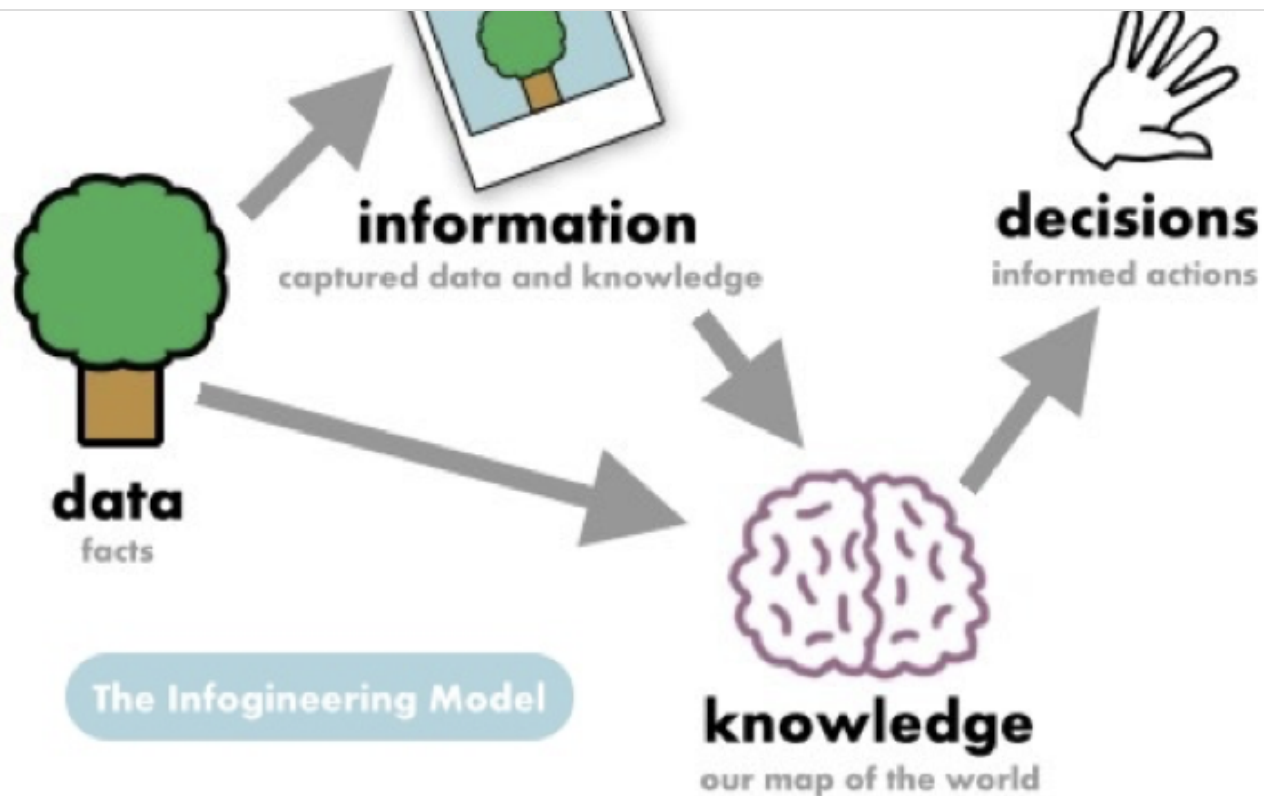 information
captured data and knowledge
decisions
informed actions
data
facts
The Infogineering Model
knowledge
our map of the world